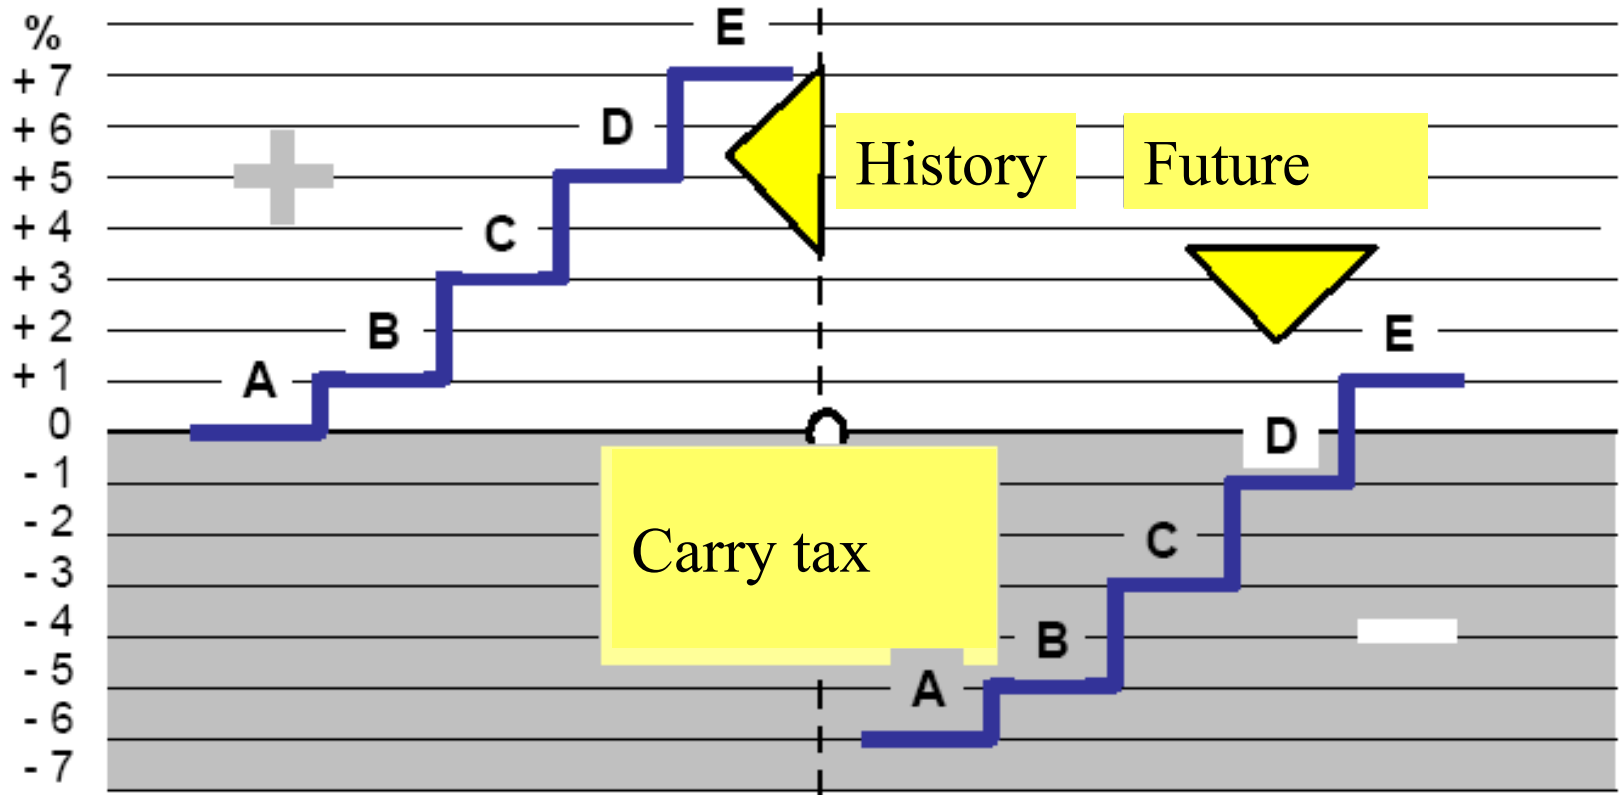 %
+ 7
+ 6
+ 5
+ 4
+ 3
+ 2
+ 1
0
- 1
- 2
- 3
- 4
- 5
- 6
- 7
A
B
C
D
E
History
Future
Carry tax
A
B
C
D
E